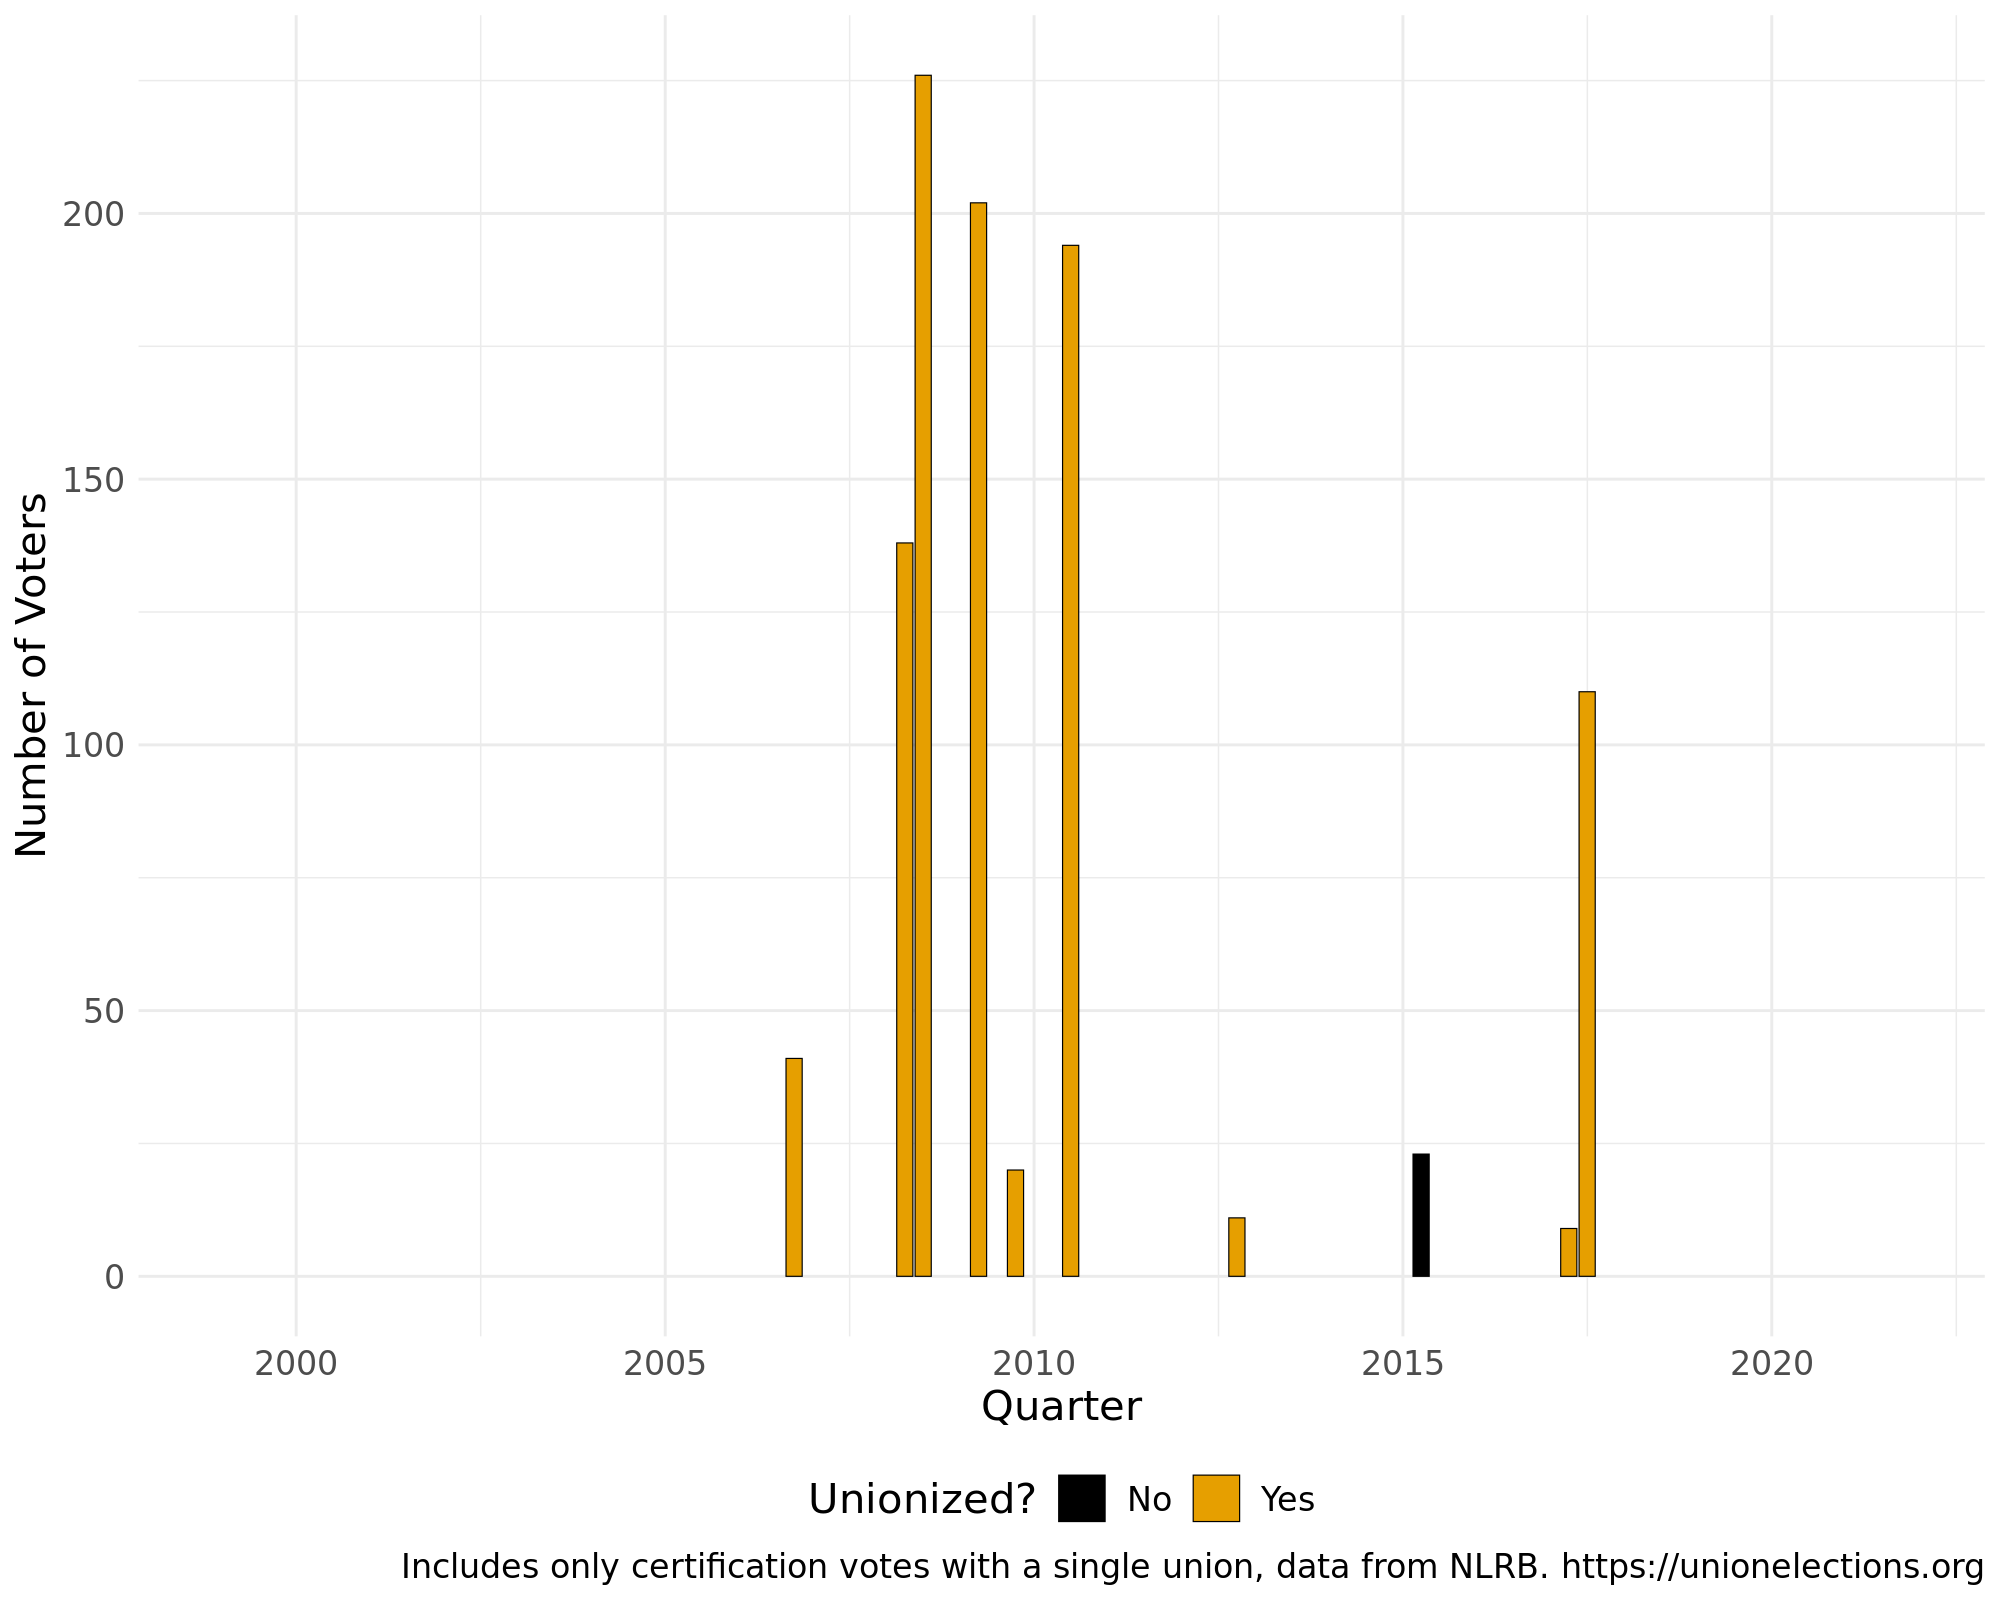 Number of Voters
200
150
100
50
0
2000 2005 2010 2015 2020
Quarter
Unionized? No Yes
Includes only certification votes with a single union, data from NLRB. https://unionelections.org